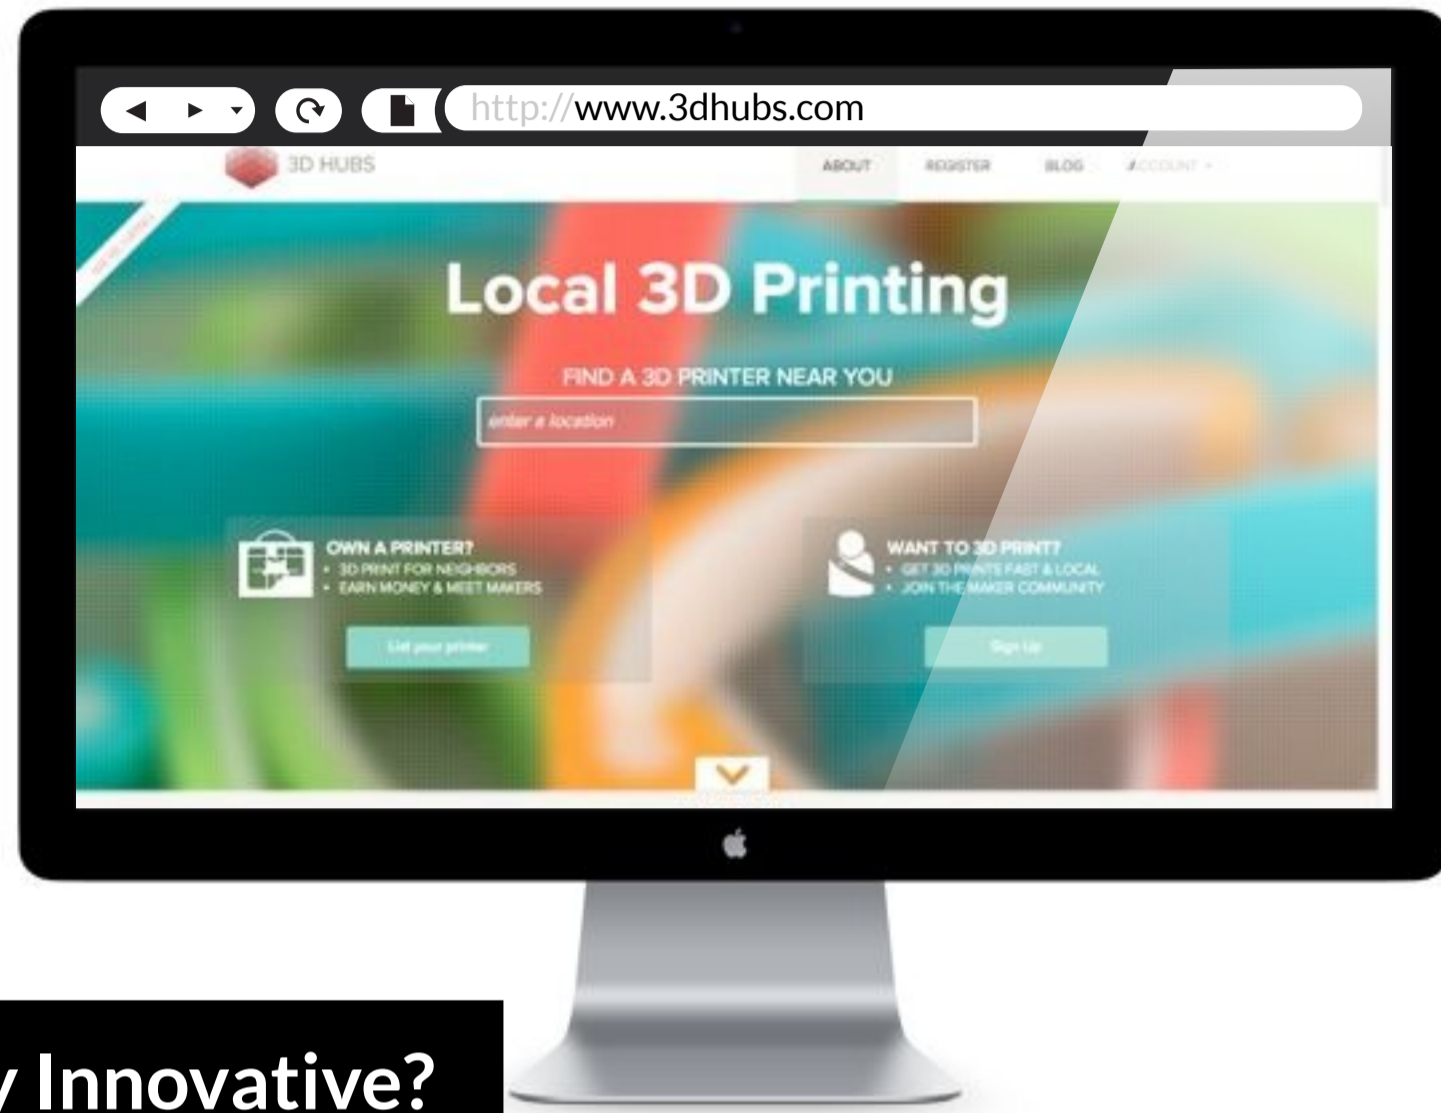 http://www.3dhubs.com
3D HUBS
ABOUT REGISTER BLOG ACCOUNT
Local 3D Printing
FIND A 3D PRINTER NEAR YOU
enter a location
OWN A PRINTER?
• 3D PRINT FOR NEIGHBORS
• EARN MONEY & MEET MAKERS
List your printer
WANT TO 3D PRINT?
• GET 3D PRINTS FAST & LOCAL
• JOIN THE MAKER COMMUNITY
Sign Up
y Innovative?